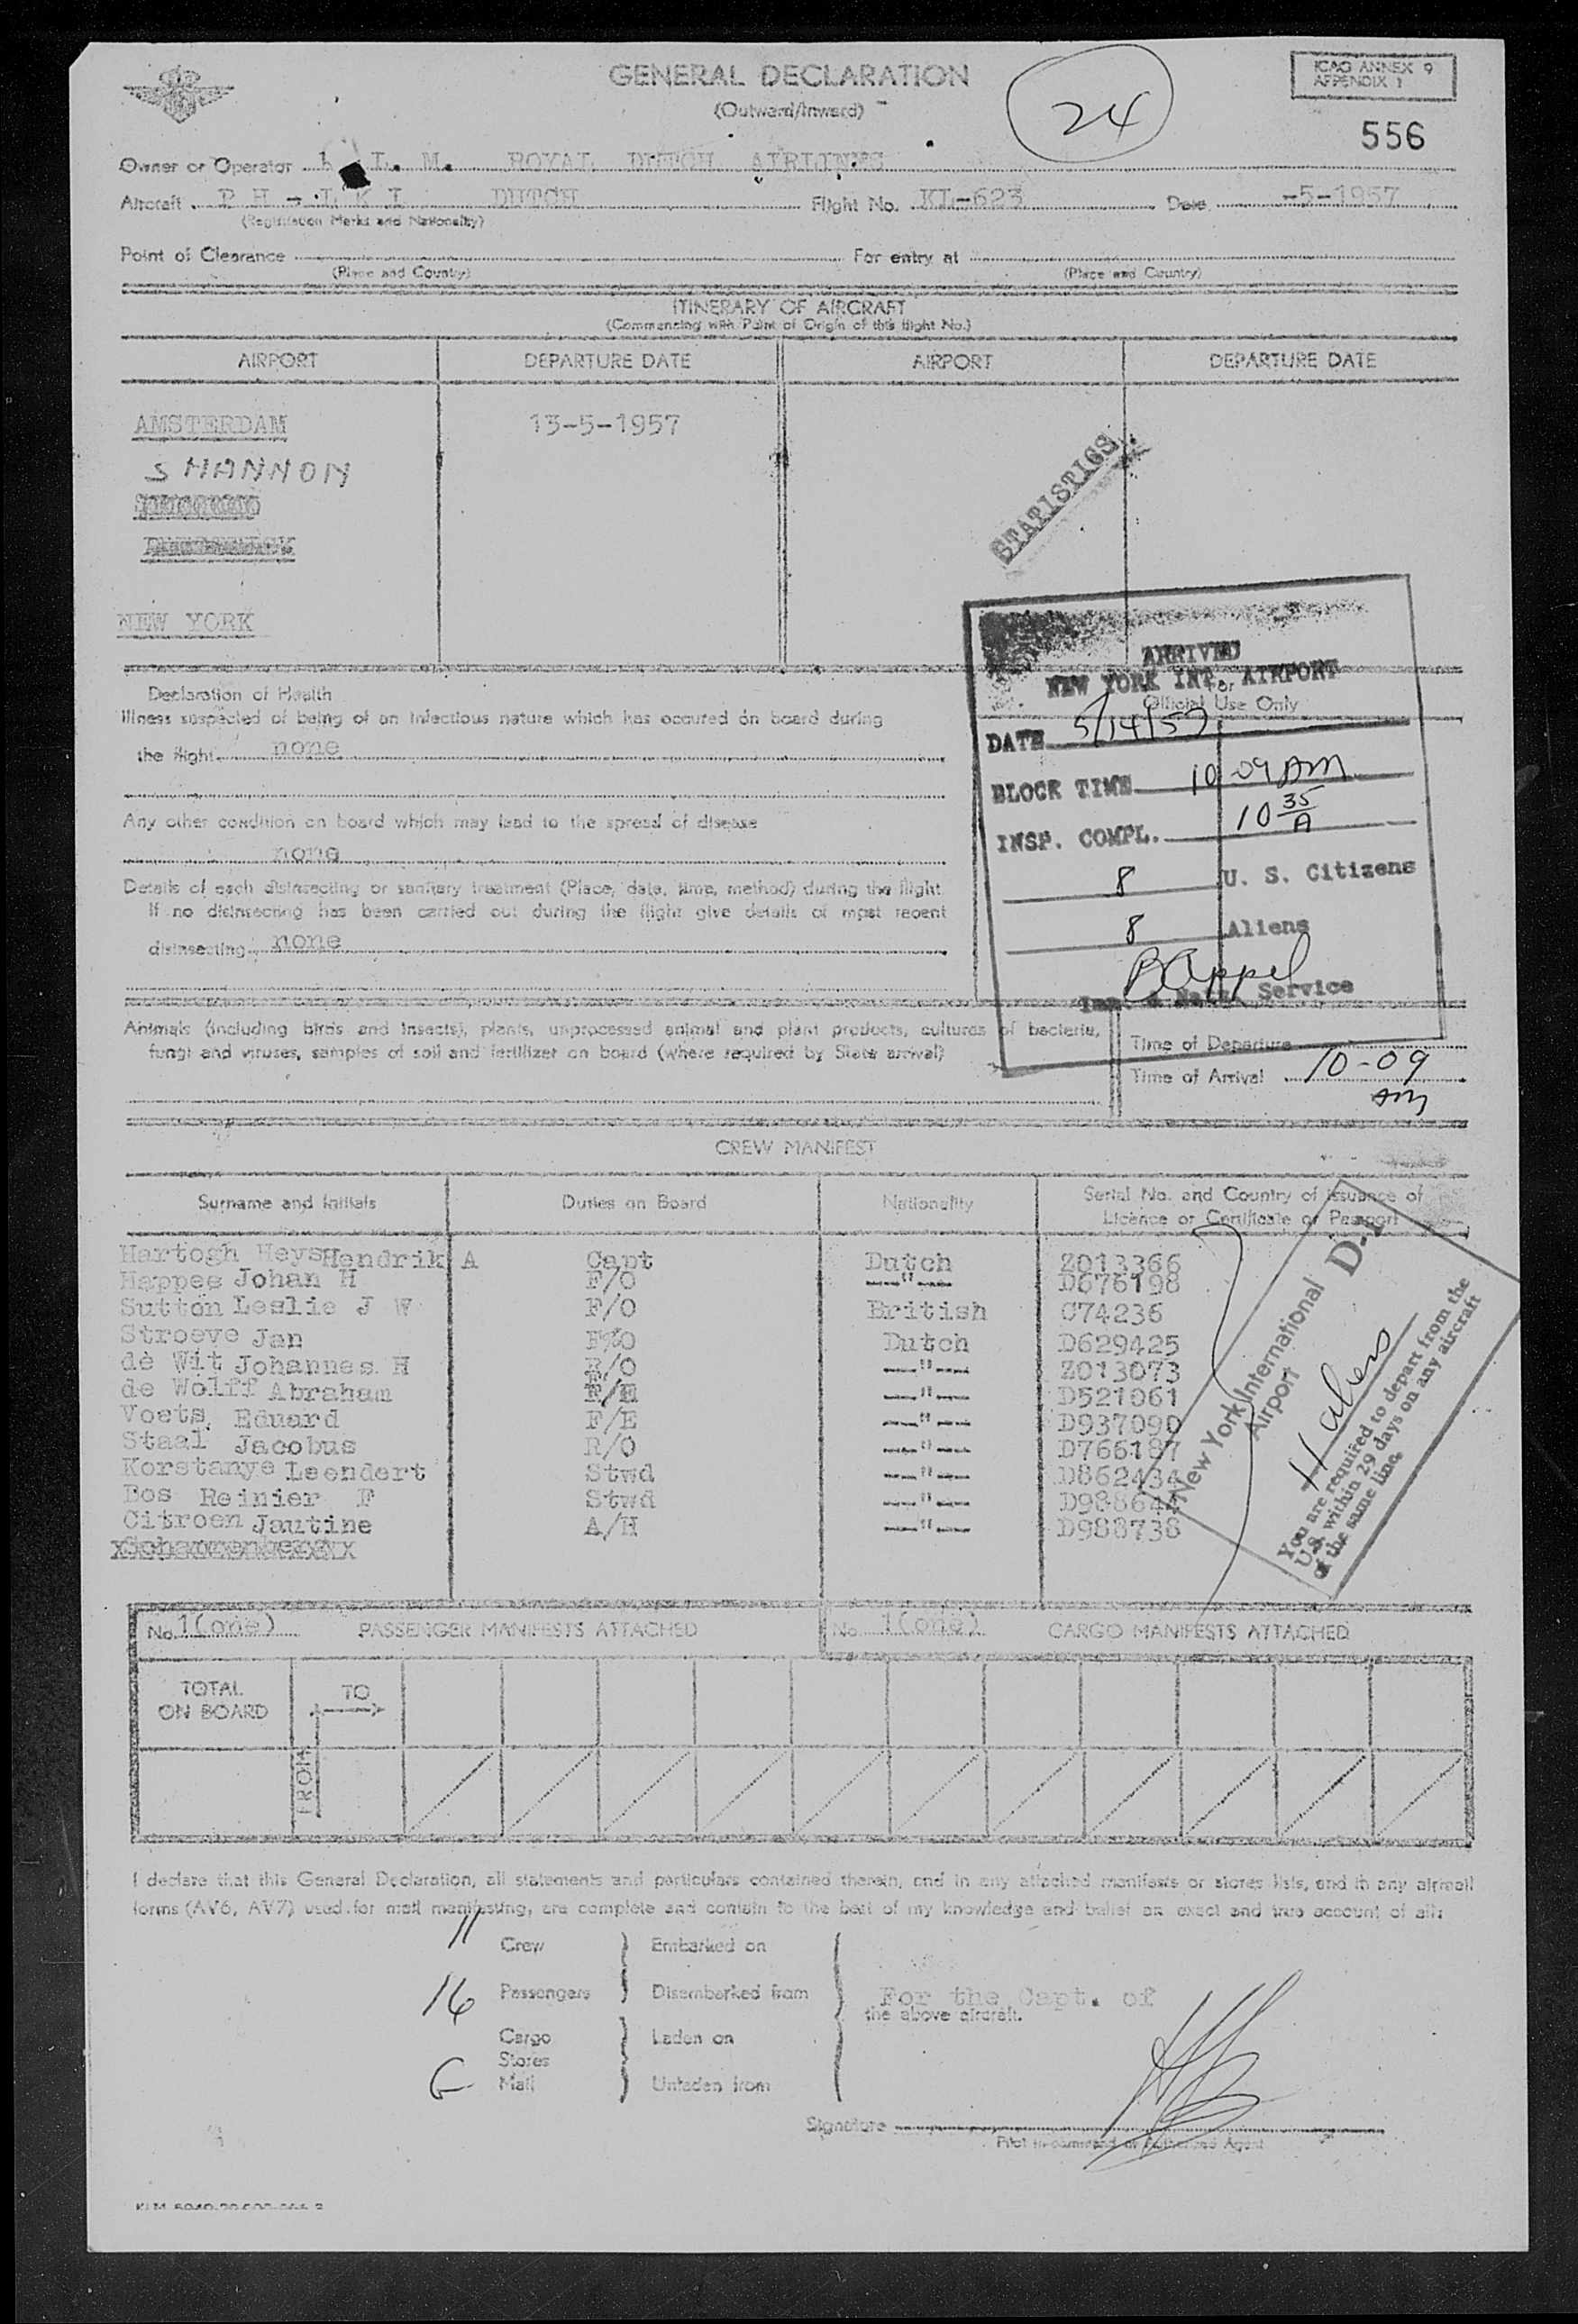 GENERAL DECLARATION
(Outward/Inward)
24
ICAO ANNEX 9
APPENDIX 1
556
Owner or Operator L. M. ROYAL DUTCH AIRLINES
Aircraft P H - L K I DUTCH Flight No. KL-623 Date -5-1957
(Registration Marks and Nationality)
Point of Clearance For entry at
(Place and Country) (Place and Country)
ITINERARY OF AIRCRAFT
(Commencing with Point of Origin of this flight No.)
AIRPORT DEPARTURE DATE AIRPORT DEPARTURE DATE
AMSTERDAM 13-5-1957
SHANNON
STATISTICS
NEW YORK
ARRIVED
NEW YORK INT. AIRPORT
For
Official Use Only
DATE 5/14/57
BLOCK TIME 10-09 AM
INSP. COMPL. 10 35/A
8 U. S. Citizens
8 Aliens
B Appel
Imm. & Natz. Service
Declaration of Health
Illness suspected of being of an infectious nature which has occured on board during
the flight none
Any other condition on board which may lead to the spread of disease
none
Details of each disinsecting or sanitary treatment (Place, date, time, method) during the flight.
If no disinsecting has been carried out during the flight give details of most recent
disinsecting none
Animals (including birds and insects), plants, unprocessed animal and plant products, cultures of bacteria,
fungi and viruses, samples of soil and fertilizer on board (where required by State arrival)
Time of Departure
Time of Arrival 10-09
AM
CREW MANIFEST
Surname and Initials Duties on Board Nationality Serial No. and Country of Issuance of
Licence or Certificate or Passport
Hartogh Heys Hendrik A Capt Dutch Z013366
Happee Johan H F/O --"-- D676198
Sutton Leslie J W F/O British C74236
Stroeve Jan F%O Dutch D629425
de Wit Johannes H R/O --"-- Z013073
de Wolff Abraham F/E --"-- D521061
Voets Eduard F/E --"-- D937090
Staal Jacobus R/O --"-- D766187
Korstanye Leendert Stwd --"-- D862434
Bos Reinier F Stwd --"-- D98864
Citroen Jautine A/H --"-- D988738
New York International
Airport
D-1
You are required to depart from the
U.S. within 29 days on any aircraft
of the same line.
No. 1(one) PASSENGER MANIFESTS ATTACHED No. 1(one) CARGO MANIFESTS ATTACHED
TOTAL
ON BOARD
TO
FROM
I declare that this General Declaration, all statements and particulars contained therein, and in any attached manifests or stores lists, and in any airmail
forms (AV6, AV7) used for mail manifesting, are complete and contain to the best of my knowledge and belief an exact and true account of all:
11 Crew Embarked on
16 Passengers Disembarked from
For the Capt. of
the above aircraft.
Cargo Laden on
Stores
G Mail Unladen from
Signature
Pilot in command or Authorized Agent